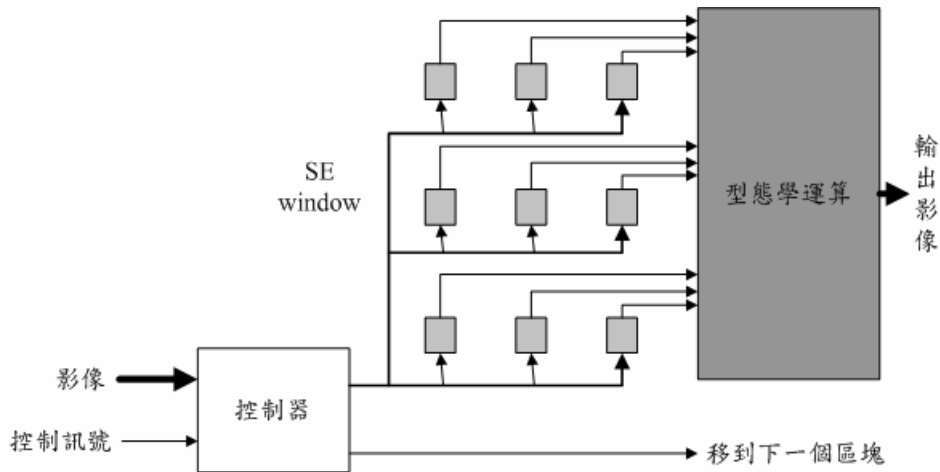 SE
window
型態學運算
輸出影像
影像
控制訊號
控制器
移到下一個區塊